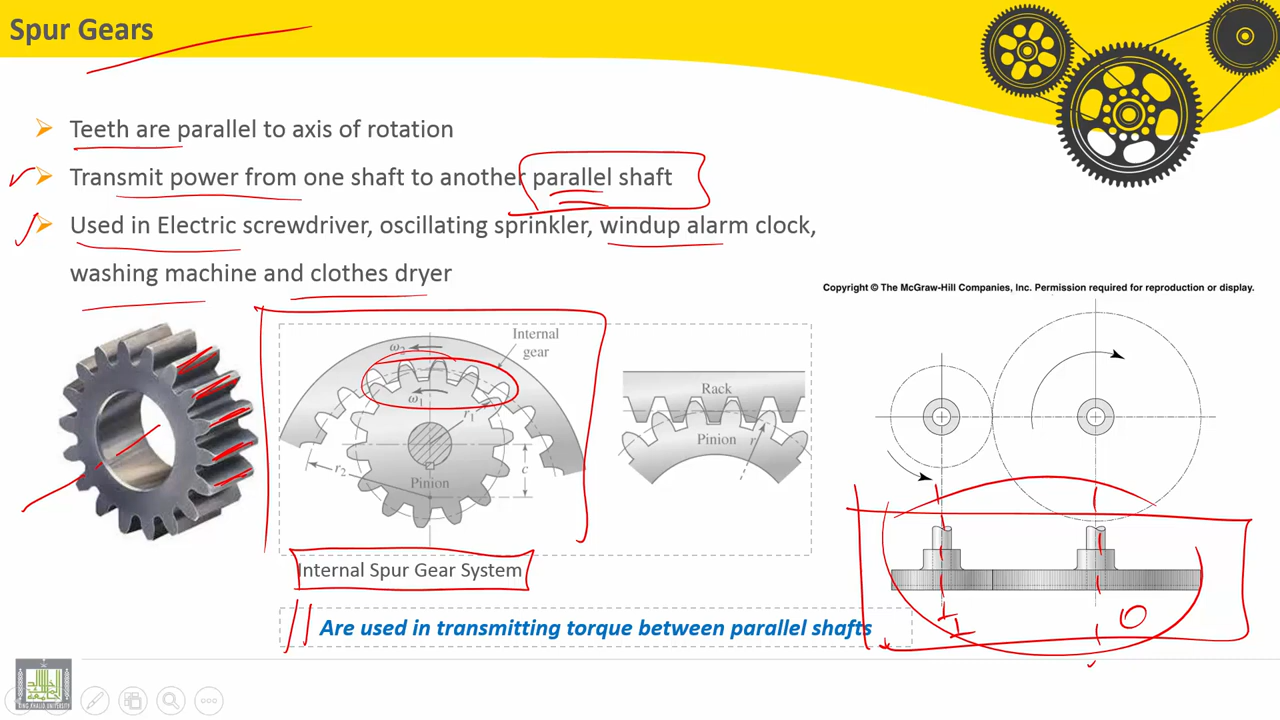 Spur Gears
Teeth are parallel to axis of rotation
Transmit power from one shaft to another parallel shaft
Used in Electric screwdriver, oscillating sprinkler, windup alarm clock,
washing machine and clothes dryer
Copyright © The McGraw-Hill Companies, Inc. Permission required for reproduction or display.
Internal
gear
ω2
ω1
r1
r2
c
Pinion
Rack
Pinion
r
Internal Spur Gear System
I
O
Are used in transmitting torque between parallel shafts
KING KHALID UNIVERSITY